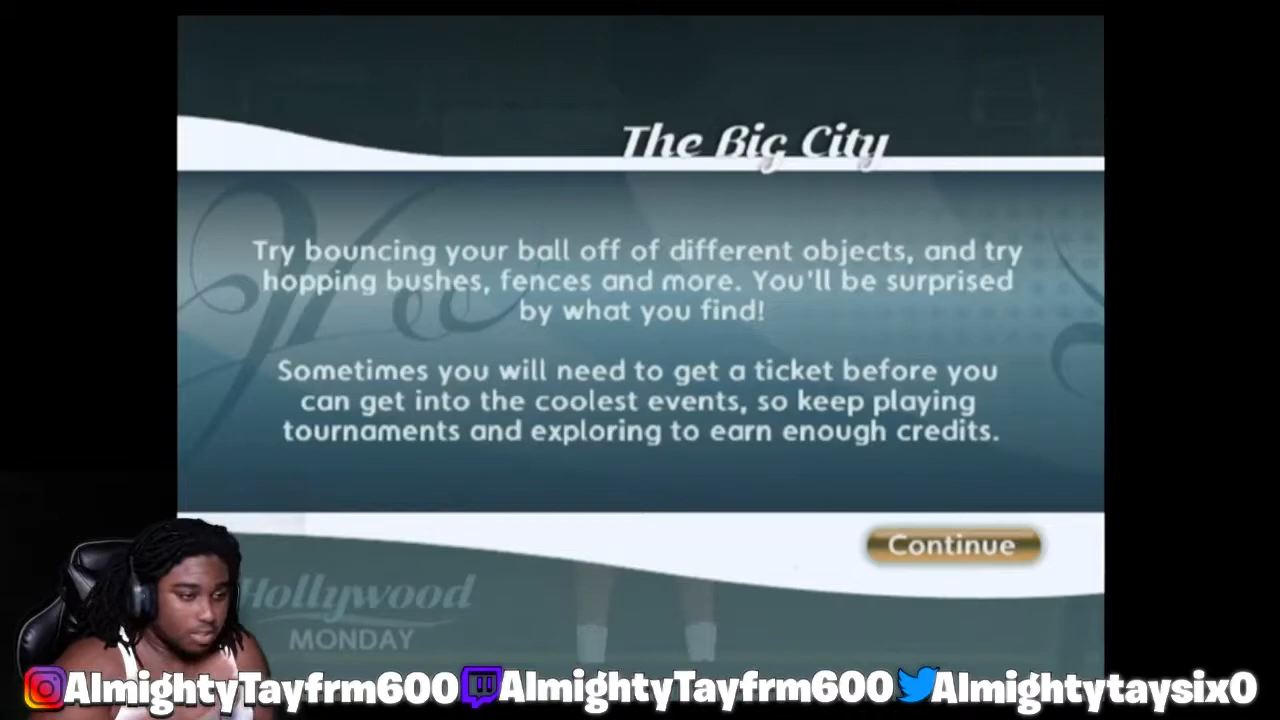 The Big City
Try bouncing your ball off of different objects, and try
hopping bushes, fences and more. You'll be surprised
by what you find!
Sometimes you will need to get a ticket before you
can get into the coolest events, so keep playing
tournaments and exploring to earn enough credits.
Continue
Hollywood
MONDAY
AlmightyTayfrm600 AlmightyTayfrm600 Almightytaysix0